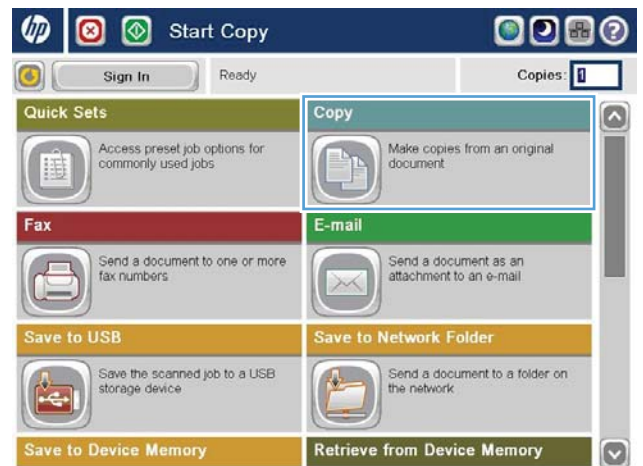 hp Start Copy
Sign In Ready Copies: 1
Quick Sets
Access preset job options for
commonly used jobs
Copy
Make copies from an original
document
Fax
Send a document to one or more
fax numbers
E-mail
Send a document as an
attachment to an e-mail
Save to USB
Save the scanned job to a USB
storage device
Save to Network Folder
Send a document to a folder on
the network
Save to Device Memory
Retrieve from Device Memory